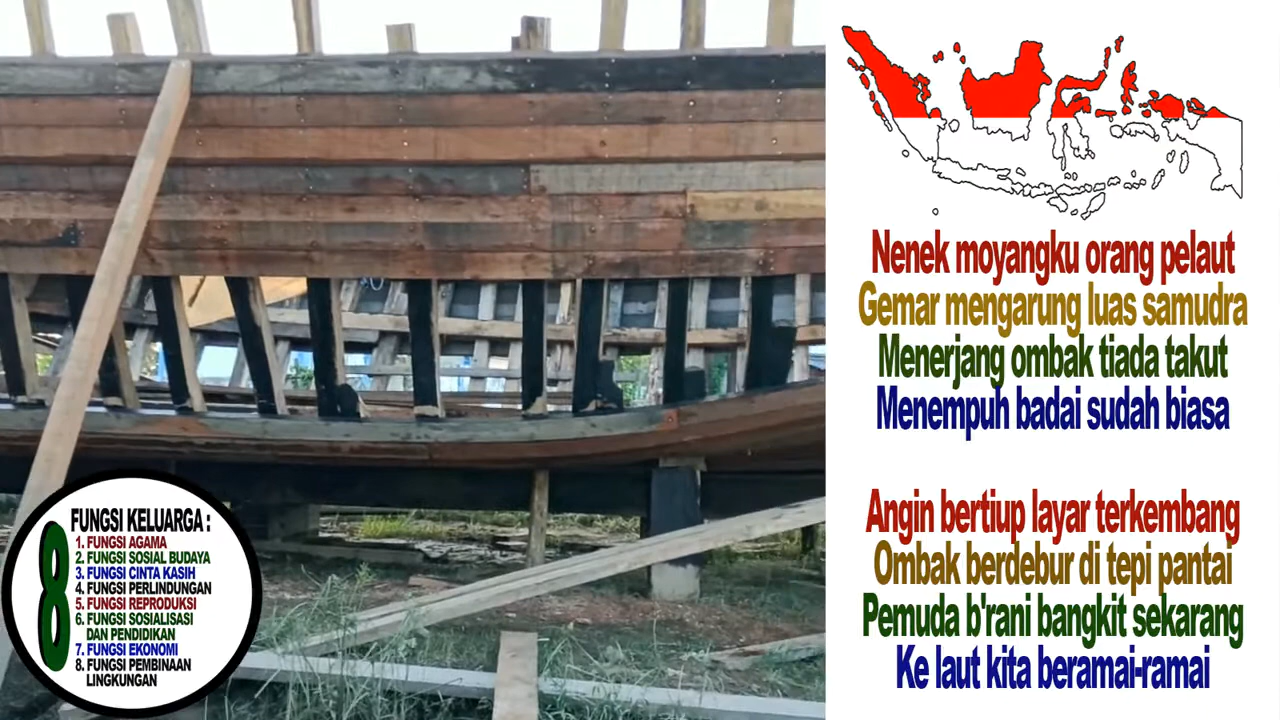 Nenek moyangku orang pelaut
Gemar mengarung luas samudra
Menerjang ombak tiada takut
Menempuh badai sudah biasa
Angin bertiup layar terkembang
Ombak berdebur di tepi pantai
Pemuda b'rani bangkit sekarang
Ke laut kita beramai-ramai
8
FUNGSI KELUARGA :
1. FUNGSI AGAMA
2. FUNGSI SOSIAL BUDAYA
3. FUNGSI CINTA KASIH
4. FUNGSI PERLINDUNGAN
5. FUNGSI REPRODUKSI
6. FUNGSI SOSIALISASI
DAN PENDIDIKAN
7. FUNGSI EKONOMI
8. FUNGSI PEMBINAAN
LINGKUNGAN